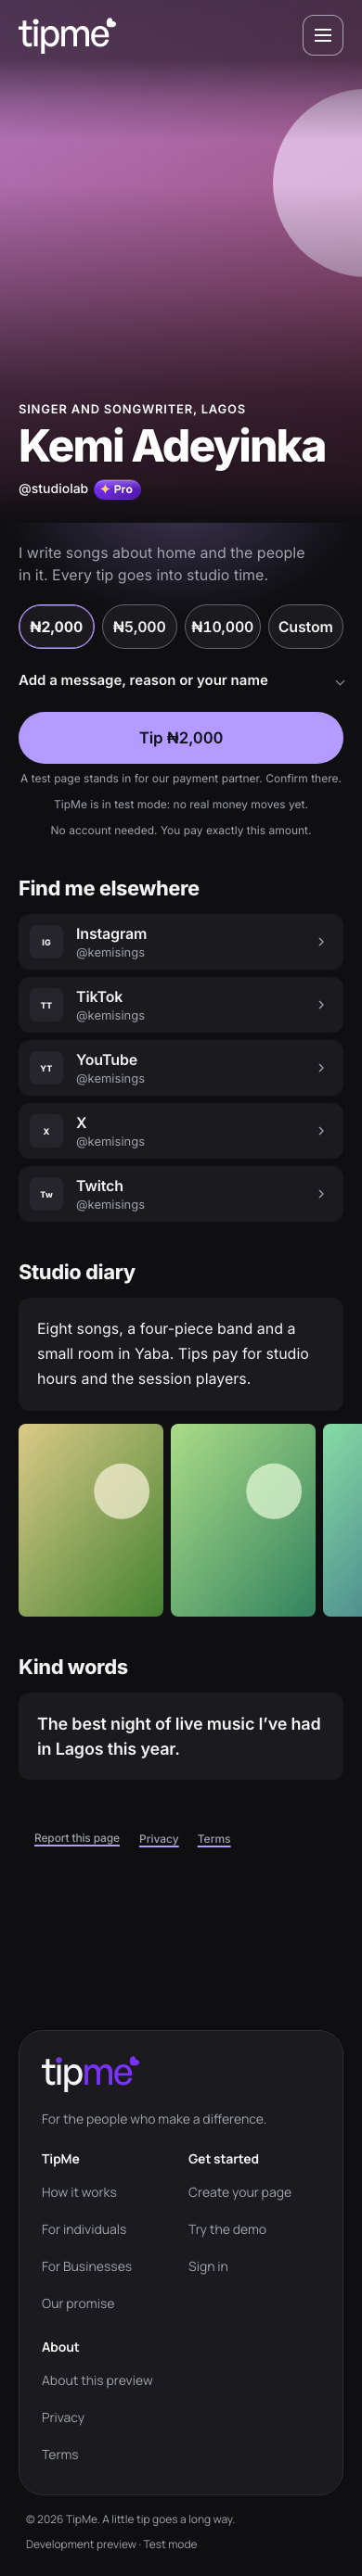 tipme
SINGER AND SONGWRITER, LAGOS
Kemi Adeyinka
@studiolab Pro
I write songs about home and the people
in it. Every tip goes into studio time.
₦2,000 ₦5,000 ₦10,000 Custom
Add a message, reason or your name
Tip ₦2,000
A test page stands in for our payment partner. Confirm there.
TipMe is in test mode: no real money moves yet.
No account needed. You pay exactly this amount.
Find me elsewhere
IG Instagram
@kemisings
TT TikTok
@kemisings
YT YouTube
@kemisings
X X
@kemisings
Tw Twitch
@kemisings
Studio diary
Eight songs, a four-piece band and a
small room in Yaba. Tips pay for studio
hours and the session players.
Kind words
The best night of live music I’ve had
in Lagos this year.
Report this page Privacy Terms
tipme
For the people who make a difference.
TipMe
How it works
For individuals
For Businesses
Our promise
Get started
Create your page
Try the demo
Sign in
About
About this preview
Privacy
Terms
© 2026 TipMe. A little tip goes a long way.
Development preview · Test mode